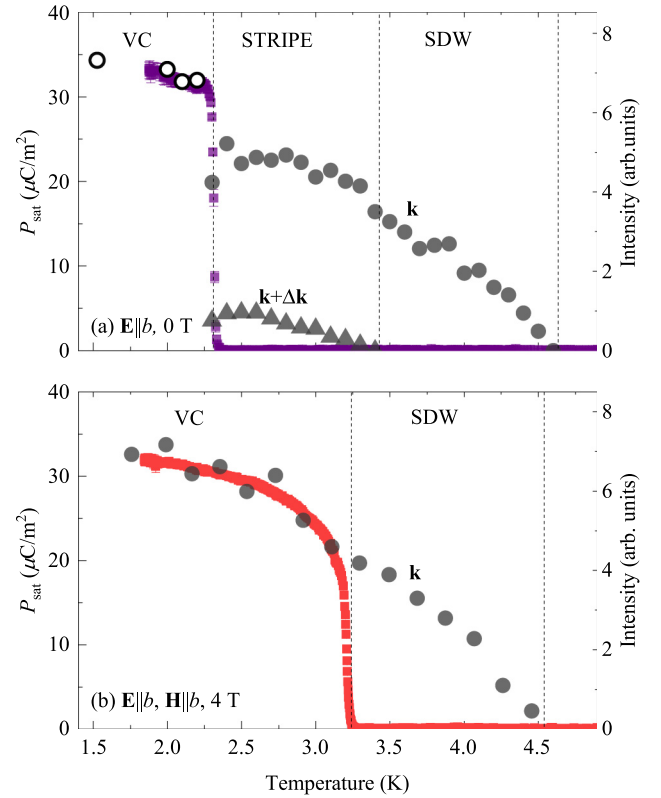 VC STRIPE SDW
40
30
20
10
0
P_sat (μC/m²)
8
6
4
2
0
Intensity (arb.units)
k
k+Δk
(a) E∥b, 0 T
VC SDW
40
30
20
10
0
P_sat (μC/m²)
8
6
4
2
0
Intensity (arb. units)
k
(b) E∥b, H∥b, 4 T
1.5 2.0 2.5 3.0 3.5 4.0 4.5
Temperature (K)